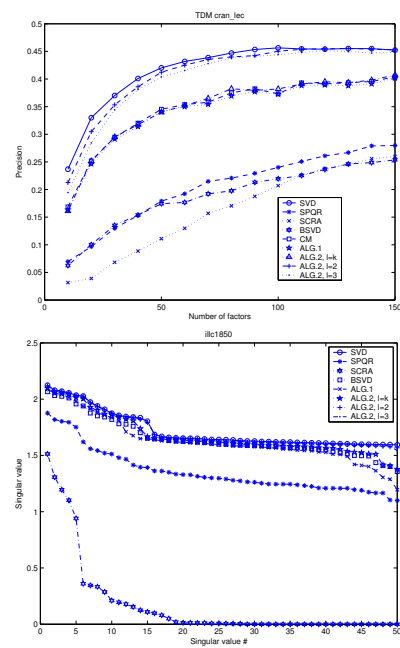 TDM cran_lec
0.5
0.45
0.4
0.35
0.3
0.25
0.2
0.15
0.1
0.05
0
Precision
0
50
100
150
Number of factors
SVD
SPQR
SCRA
BSVD
CM
ALG.1
ALG.2, l=k
ALG.2, l=2
ALG.2, l=3
illc1850
2.5
2
1.5
1
0.5
0
Singular value
0
5
10
15
20
25
30
35
40
45
50
Singular value #
SVD
SPQR
SCRA
BSVD
ALG.1
ALG.2, l=k
ALG.2, l=2
ALG.2, l=3